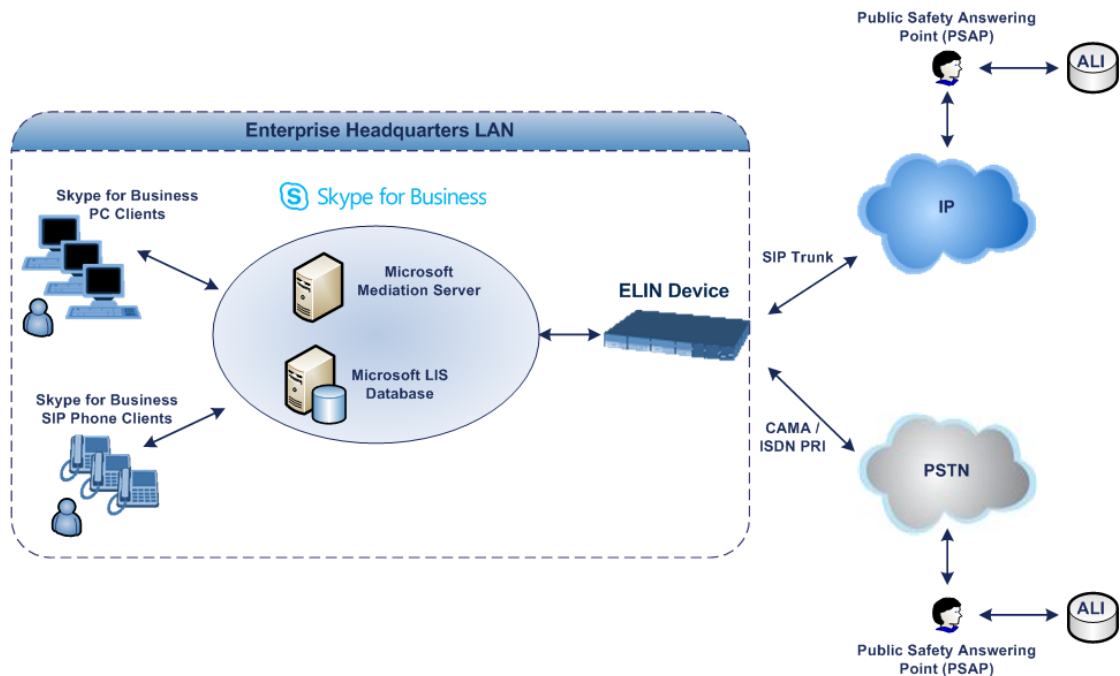 Public Safety Answering
Point (PSAP)
ALI
Enterprise Headquarters LAN
Skype for Business
PC Clients
S Skype for Business
Microsoft
Mediation Server
ELIN Device
SIP Trunk
IP
Microsoft LIS
Database
Skype for Business
SIP Phone Clients
CAMA /
ISDN PRI
PSTN
ALI
Public Safety Answering
Point (PSAP)